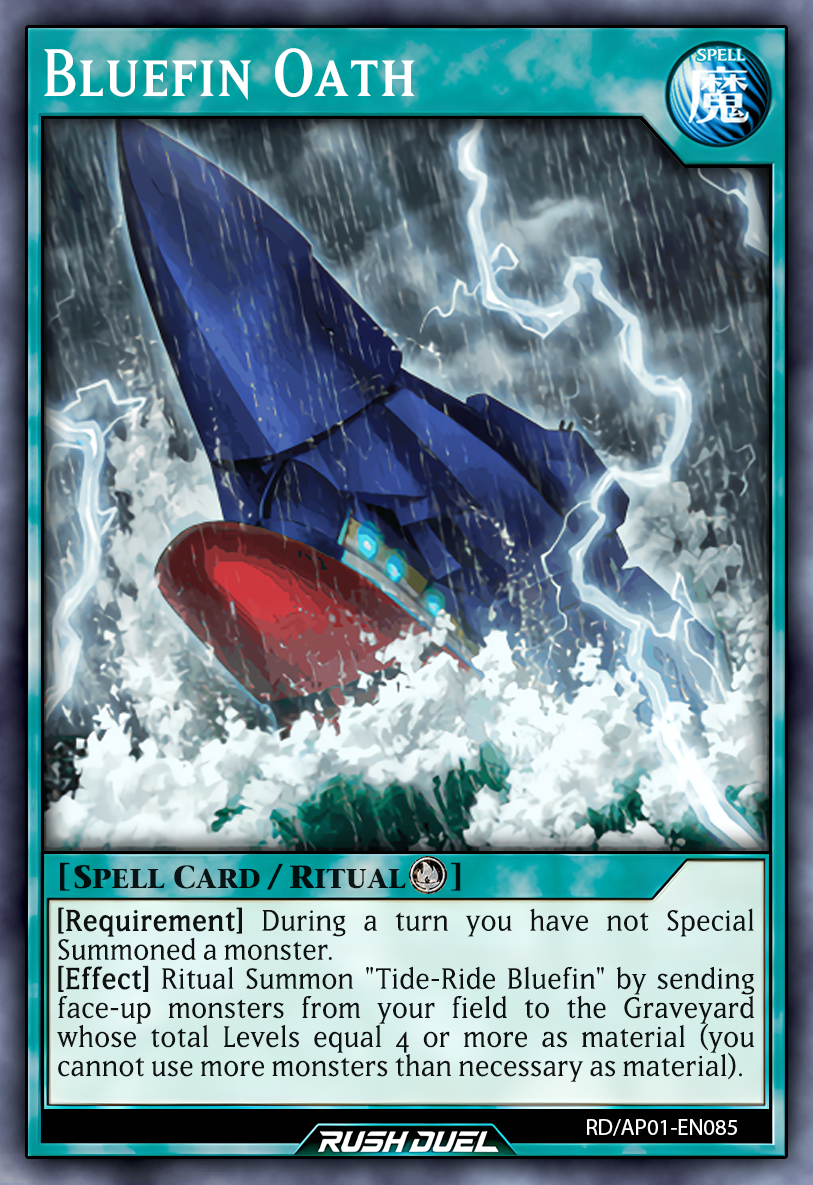 Bluefin Oath
SPELL
魔
[Spell Card / Ritual]
[Requirement] During a turn you have not Special
Summoned a monster.
[Effect] Ritual Summon "Tide-Ride Bluefin" by sending
face-up monsters from your field to the Graveyard
whose total Levels equal 4 or more as material (you
cannot use more monsters than necessary as material).
RD/AP01-EN085
RUSH DUEL